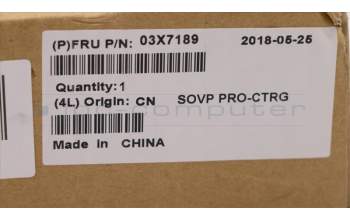 (P)FRU P/N: 03X7189 2018-05-25
Quantity:1
(4L) Origin: CN SOVP PRO-CTRG
Made in CHINA